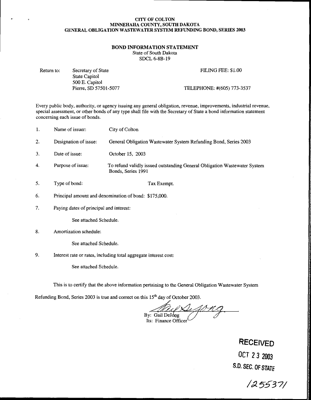 CITY OF COLTON
MINNEHAHA COUNTY, SOUTH DAKOTA
GENERAL OBLIGATION WASTEWATER SYSTEM REFUNDING BOND, SERIES 2003
BOND INFORMATION STATEMENT
State of South Dakota
SDCL 6-8B-19
Return to: Secretary of State FILING FEE: $1.00
State Capitol
500 E. Capitol
Pierre, SD 57501-5077 TELEPHONE: #(605) 773-3537
Every public body, authority, or agency issuing any general obligation, revenue, improvements, industrial revenue,
special assessment, or other bonds of any type shall file with the Secretary of State a bond information statement
concerning each issue of bonds.
1. Name of issuer: City of Colton
2. Designation of issue: General Obligation Wastewater System Refunding Bond, Series 2003
3. Date of issue: October 15, 2003
4. Purpose of issue: To refund validly issued outstanding General Obligation Wastewater System
Bonds, Series 1991
5. Type of bond: Tax Exempt.
6. Principal amount and denomination of bond: $175,000.
7. Paying dates of principal and interest:
See attached Schedule.
8. Amortization schedule:
See attached Schedule.
9. Interest rate or rates, including total aggregate interest cost:
See attached Schedule.
This is to certify that the above information pertaining to the General Obligation Wastewater System
Refunding Bond, Series 2003 is true and correct on this 15th day of October 2003.
By: Gail DeJong
Its: Finance Officer
RECEIVED
OCT 23 2003
S.D. SEC. OF STATE
1255371